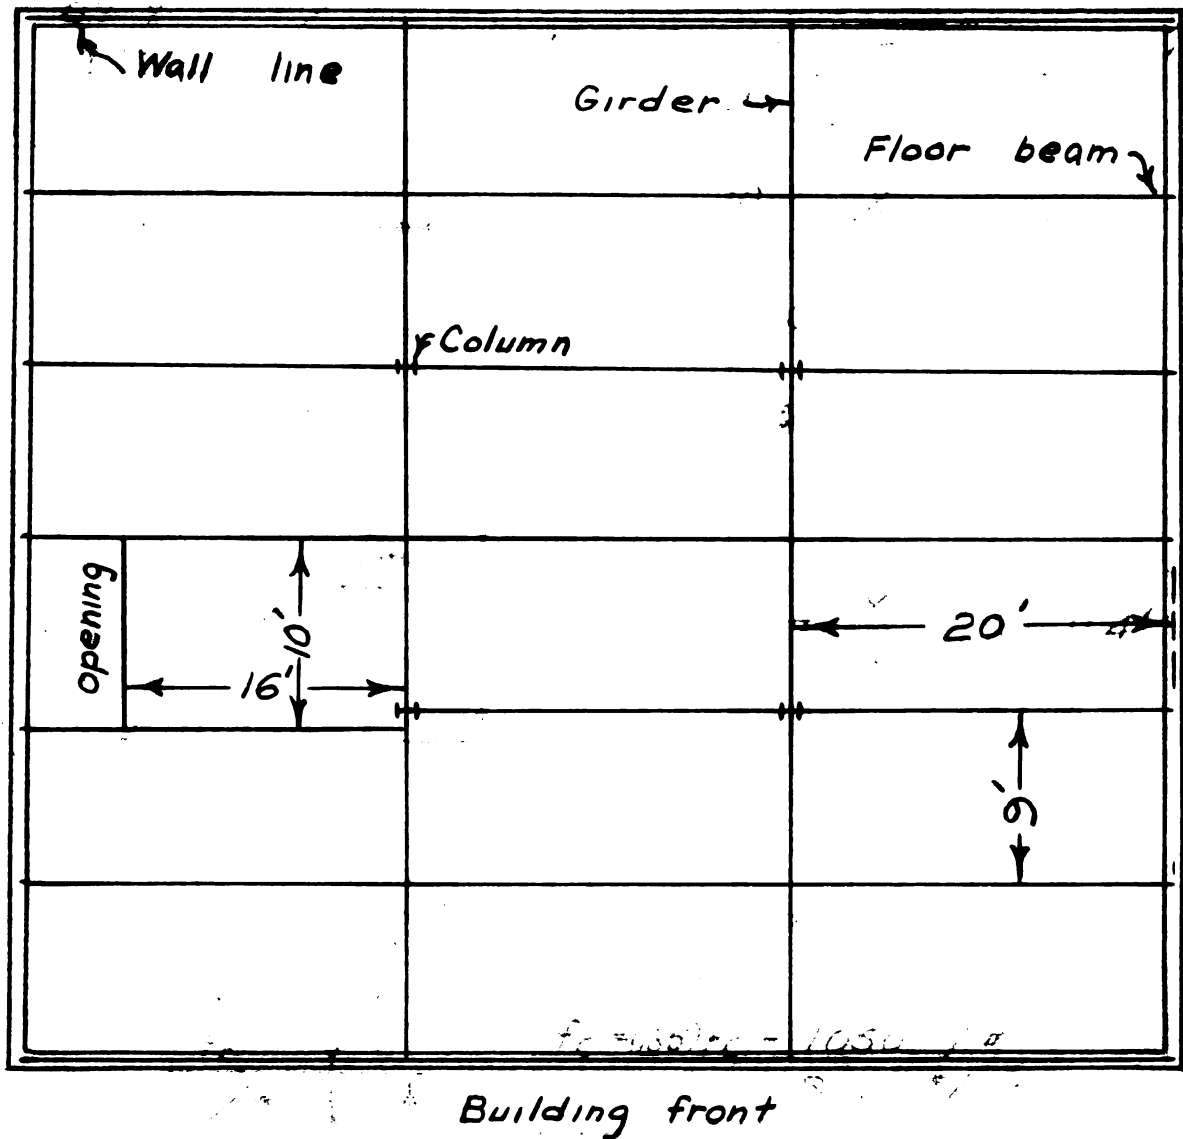 Wall line
Girder
Floor beam
Column
opening
10'
16'
20'
9'
Building front